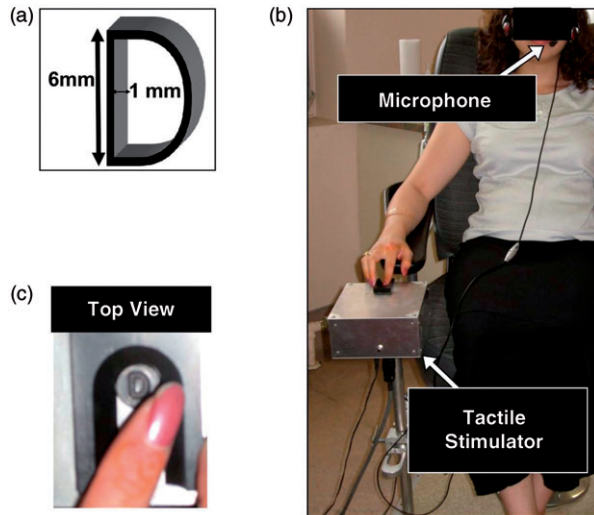 (a)
D
6mm
1 mm
(b)
Microphone
Tactile
Stimulator
(c)
Top View
D